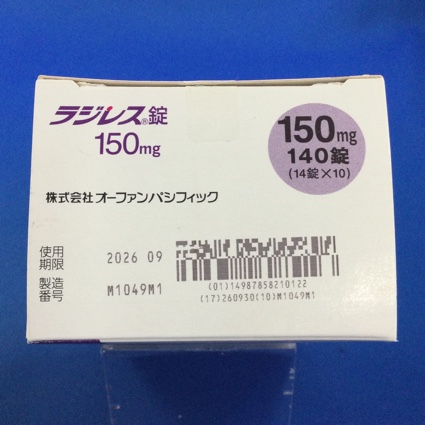 ラジレス®錠
150mg
150mg
140錠
(14錠×10)
株式会社オーファンパシフィック
使用
期限
2026 09
製造
番号
M1049M1
(01)14987858210122
(17)260930(10)M1049M1